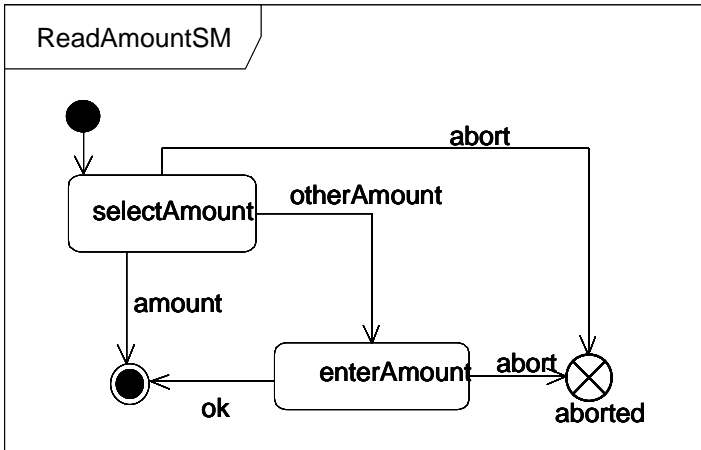 ReadAmountSM
abort
otherAmount
selectAmount
amount
abort
enterAmount
ok
aborted